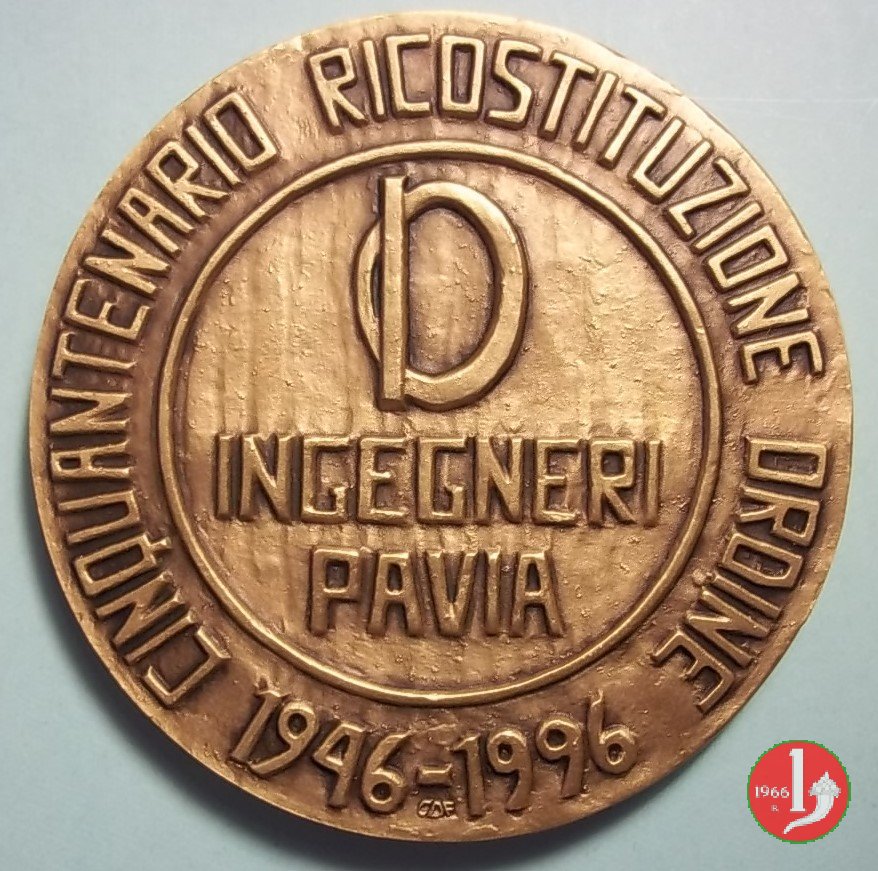 CINQUANTENARIO RICOSTITUZIONE ORDINE
INGEGNERI
PAVIA
1946-1996
1966